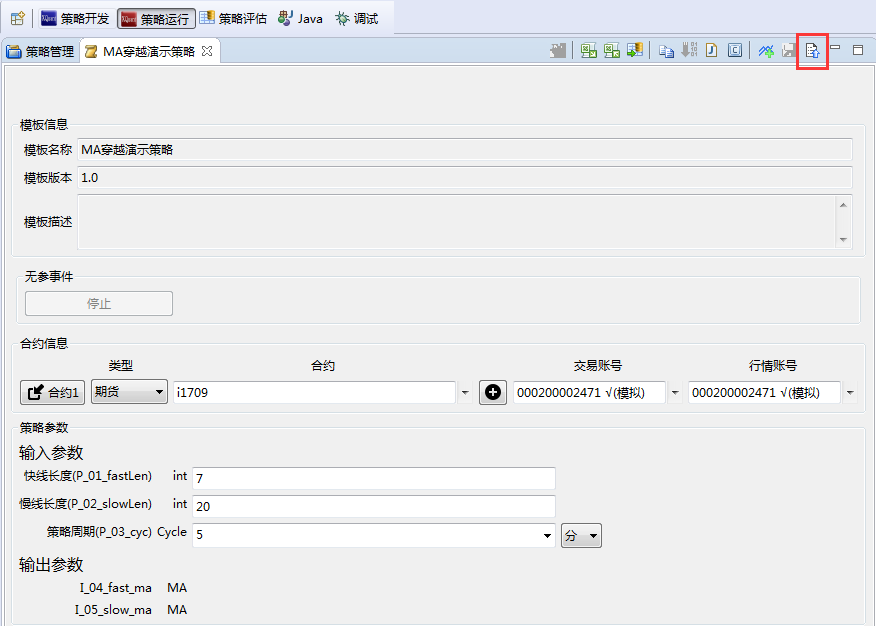 策略开发 策略运行 策略评估 Java 调试
策略管理 MA穿越演示策略
模板信息
模板名称 MA穿越演示策略
模板版本 1.0
模板描述
无参事件
停止
合约信息
类型 合约 交易账号 行情账号
合约1 期货 i1709 000200002471 √(模拟) 000200002471 √(模拟)
策略参数
输入参数
快线长度(P_01_fastLen) int 7
慢线长度(P_02_slowLen) int 20
策略周期(P_03_cyc) Cycle 5 分
输出参数
I_04_fast_ma MA
I_05_slow_ma MA